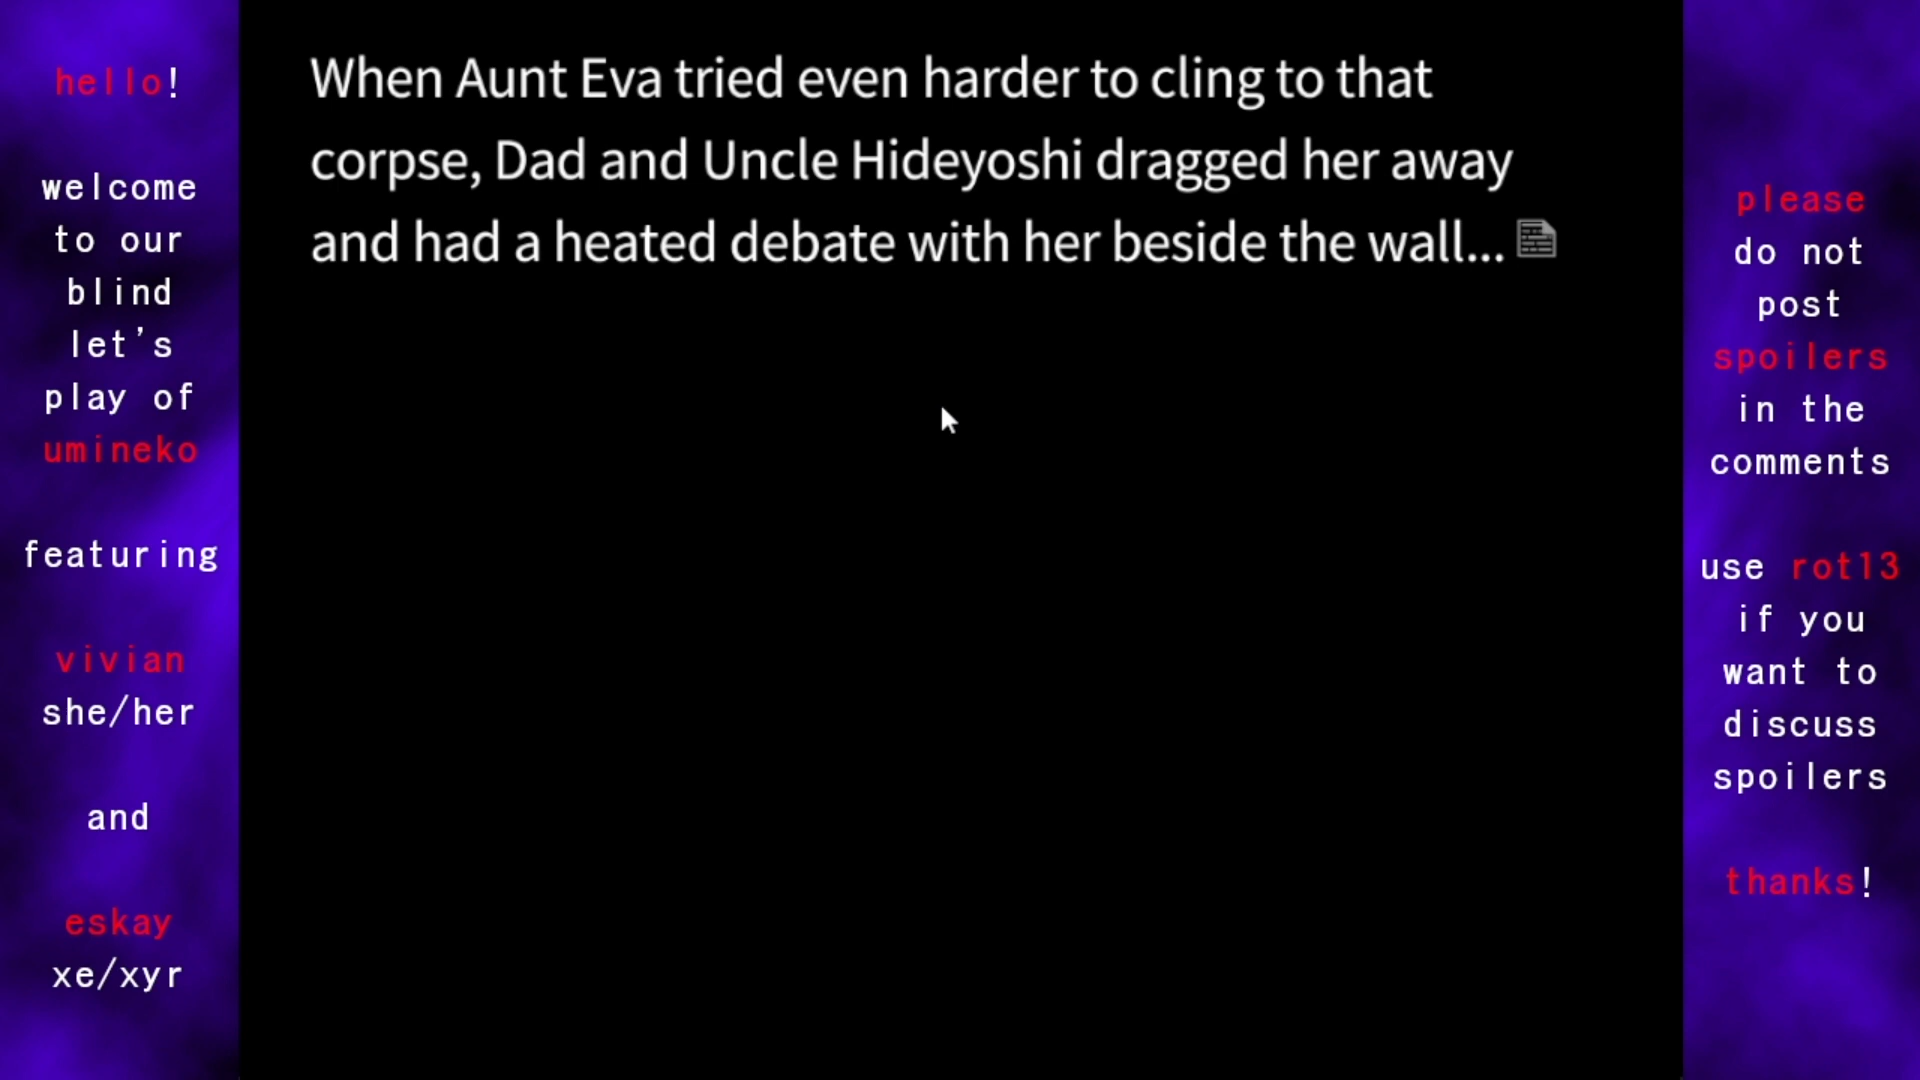 hello!
welcome
to our
blind
let's
play of
umineko
featuring
vivian
she/her
and
eskay
xe/xyr
When Aunt Eva tried even harder to cling to that
corpse, Dad and Uncle Hideyoshi dragged her away
and had a heated debate with her beside the wall...
please
do not
post
spoilers
in the
comments
use rot13
if you
want to
discuss
spoilers
thanks!